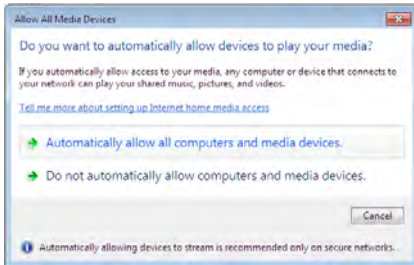 Allow All Media Devices
Do you want to automatically allow devices to play your media?
If you automatically allow access to your media, any computer or device that connects to
your network can play your shared music, pictures, and videos.
Tell me more about setting up Internet home media access
Automatically allow all computers and media devices.
Do not automatically allow computers and media devices.
Cancel
Automatically allowing devices to stream is recommended only on secure networks.